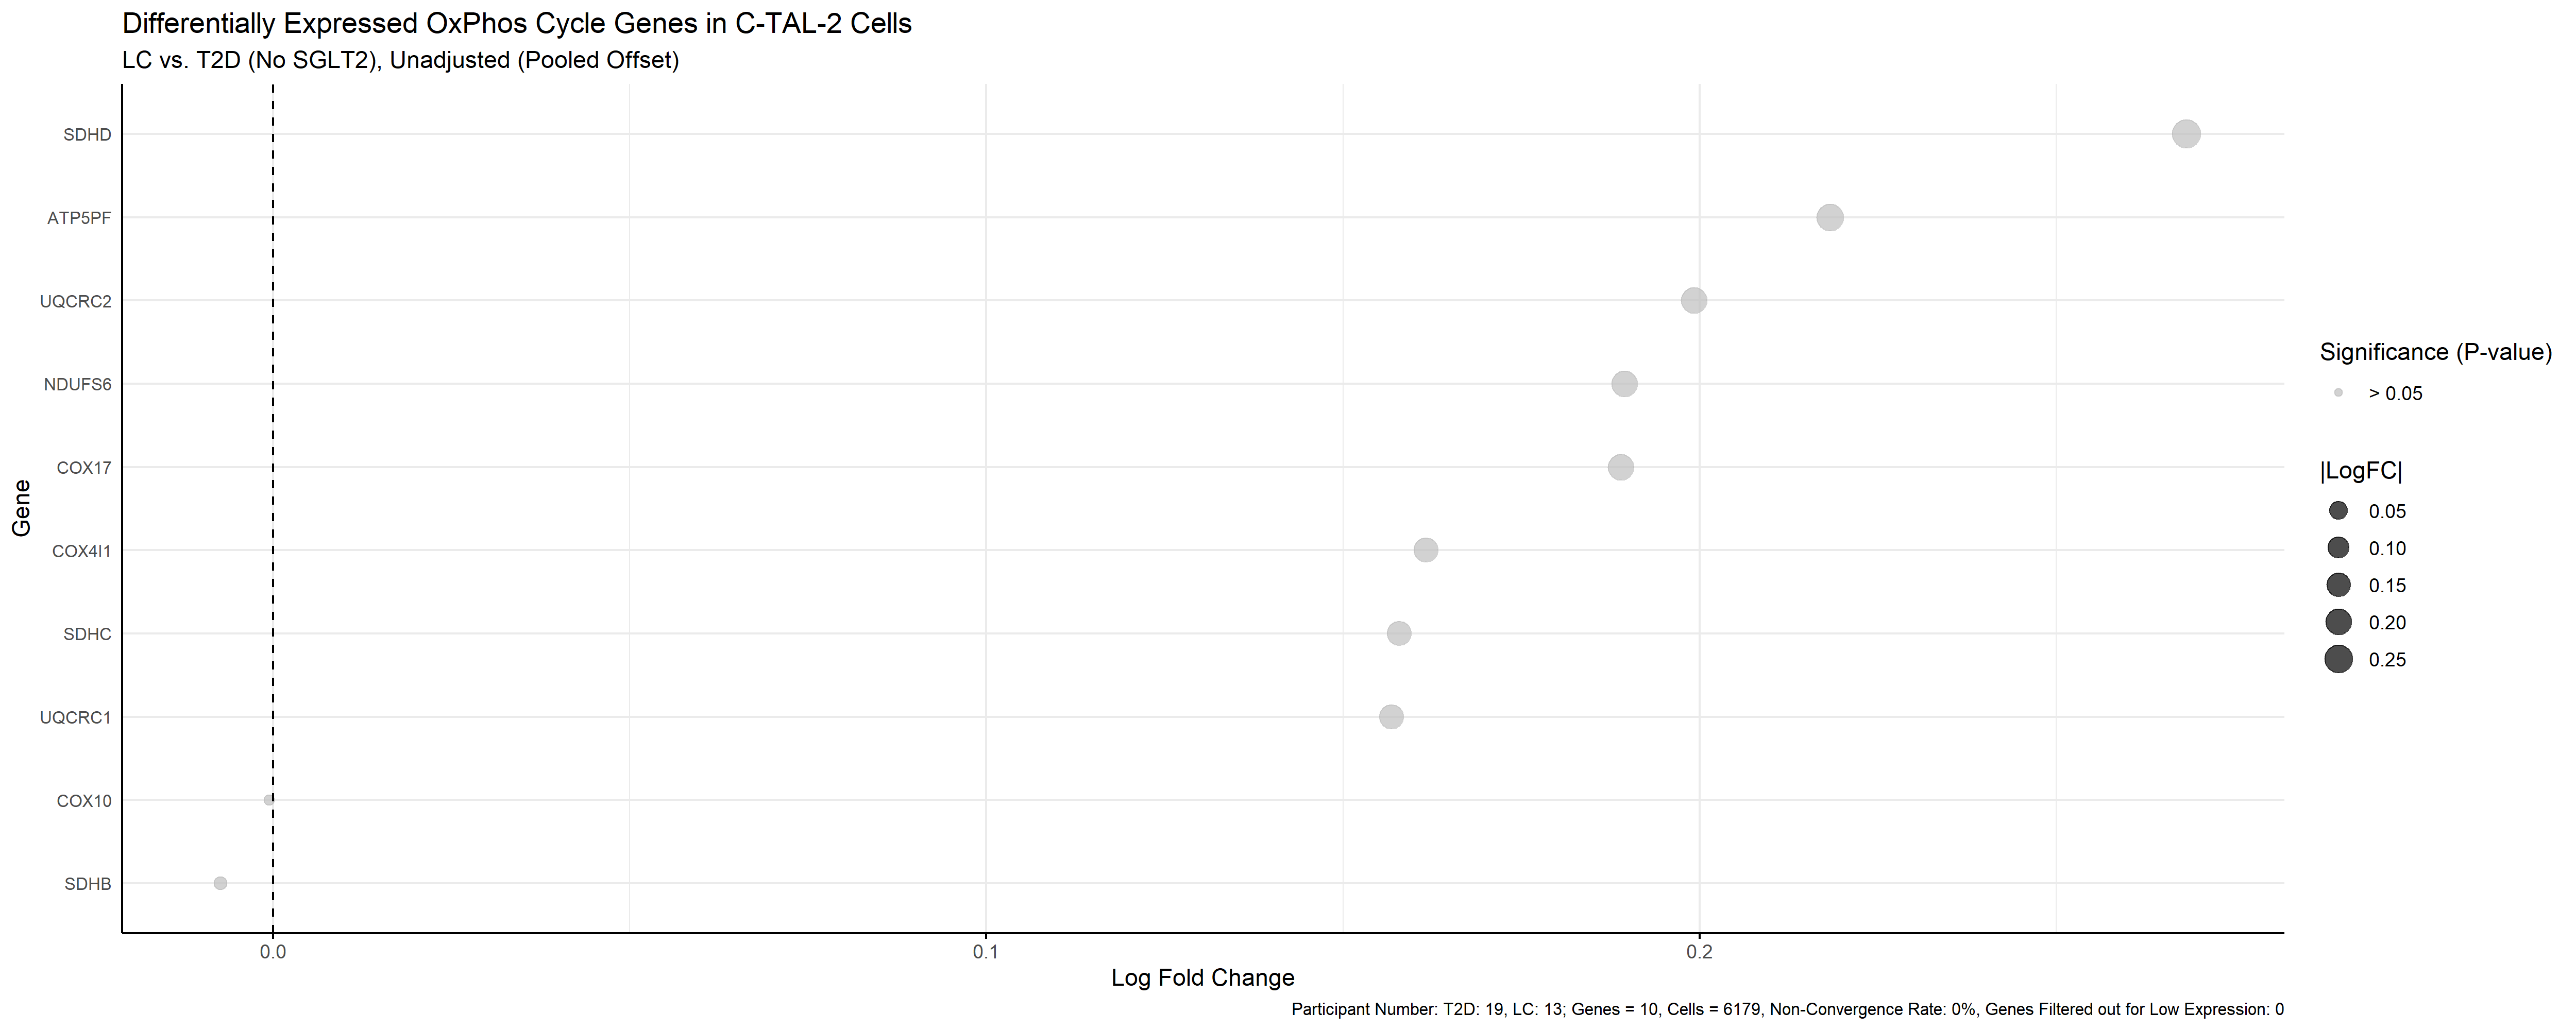 Differentially Expressed OxPhos Cycle Genes in C-TAL-2 Cells
LC vs. T2D (No SGLT2), Unadjusted (Pooled Offset)
Gene
SDHD
ATP5PF
UQCRC2
NDUFS6
COX17
COX4I1
SDHC
UQCRC1
COX10
SDHB
0.0
0.1
0.2
Log Fold Change
Significance (P-value)
> 0.05
|LogFC|
0.05
0.10
0.15
0.20
0.25
Participant Number: T2D: 19, LC: 13; Genes = 10, Cells = 6179, Non-Convergence Rate: 0%, Genes Filtered out for Low Expression: 0